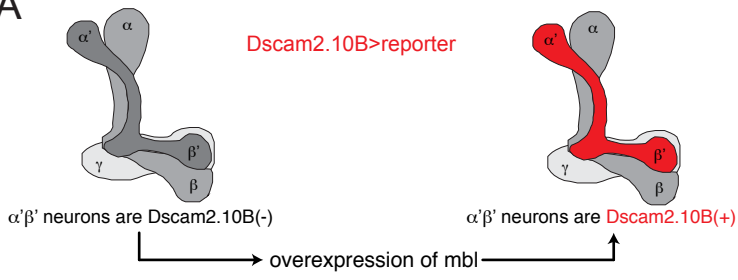 A
α' α
Dscam2.10B>reporter
α' α
β'
γ
β
β'
γ
β
α'β' neurons are Dscam2.10B(-)
α'β' neurons are Dscam2.10B(+)
overexpression of mbl